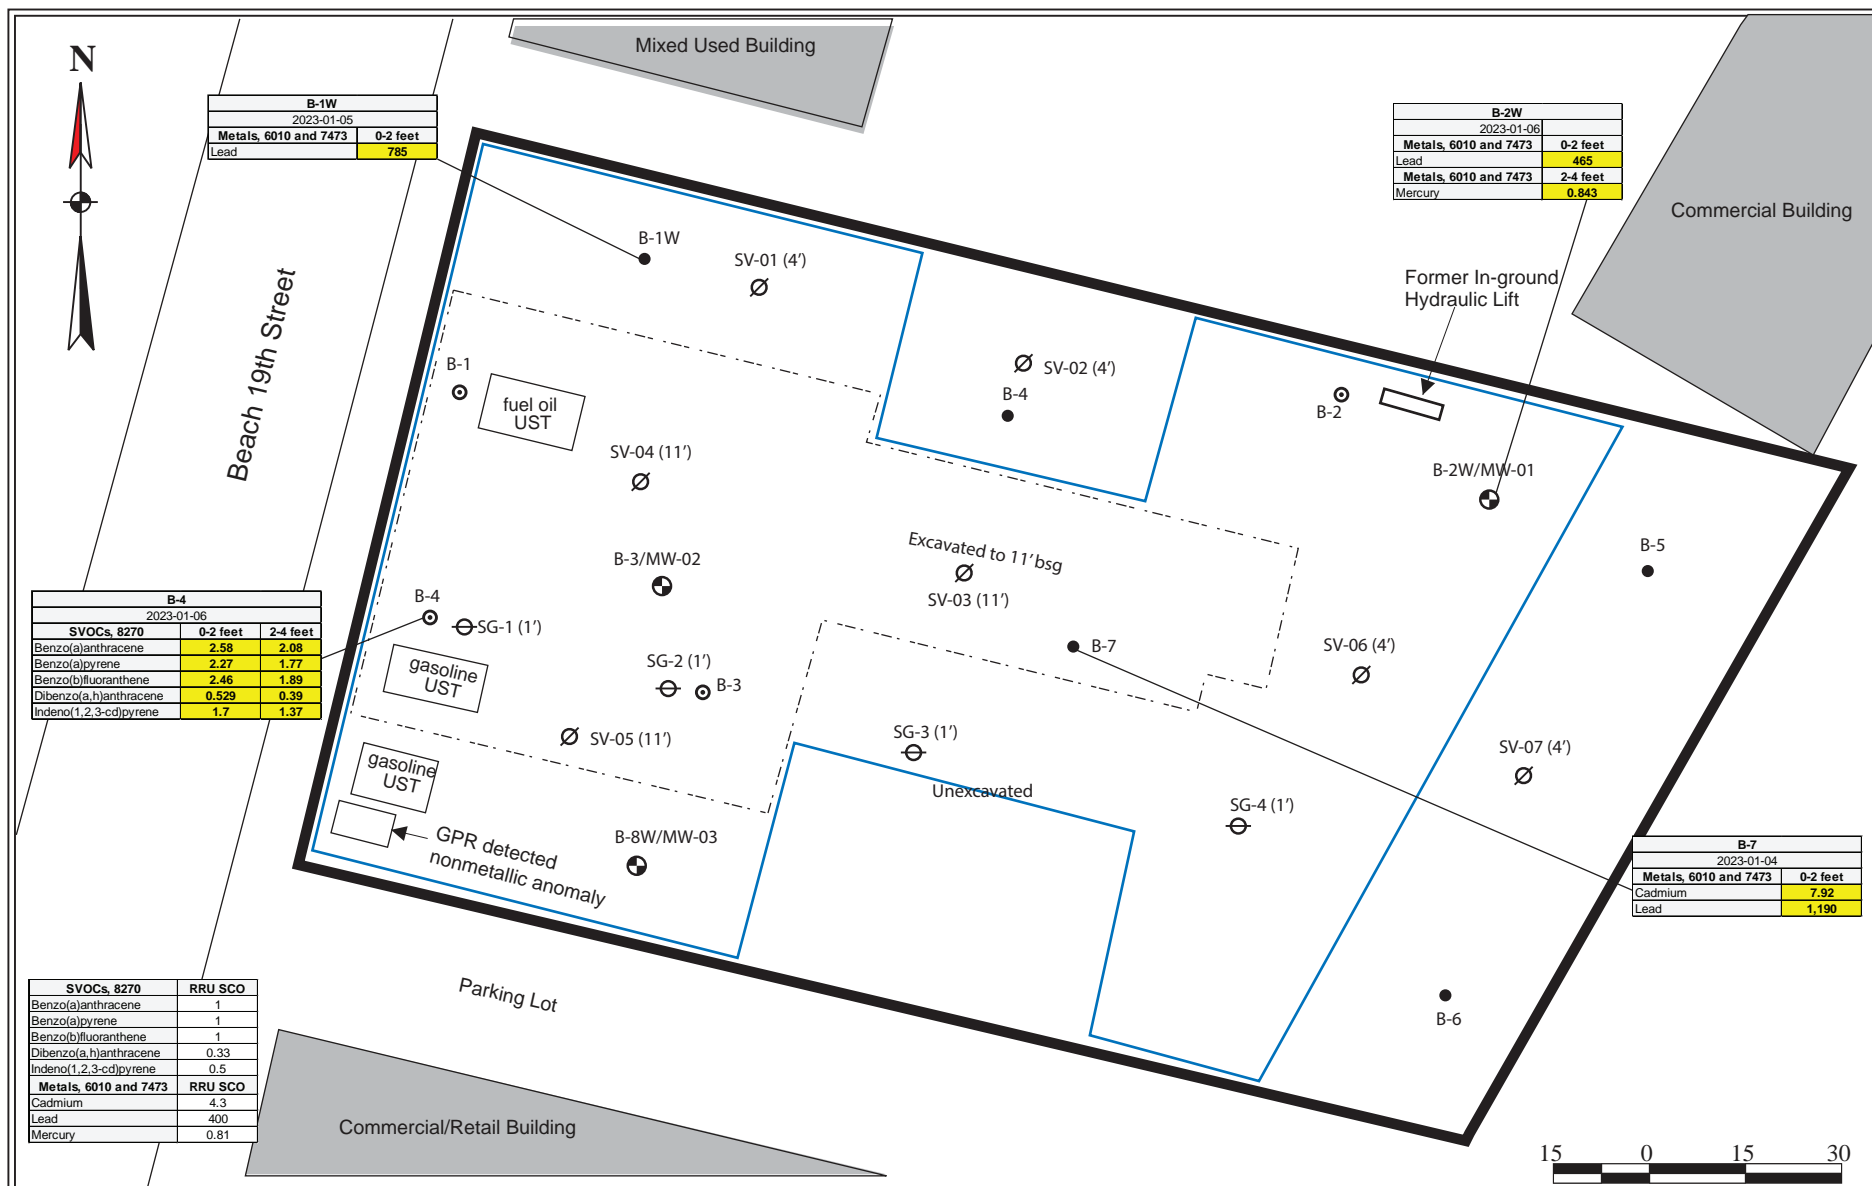 N
Mixed Used Building
Commercial Building
B-1W
2023-01-05
Metals, 6010 and 7473 0-2 feet
Lead 785
B-2W
2023-01-06
Metals, 6010 and 7473 0-2 feet
Lead 465
Metals, 6010 and 7473 2-4 feet
Mercury 0.843
B-1W
SV-01 (4')
Former In-ground
Hydraulic Lift
Beach 19th Street
B-1
fuel oil
UST
SV-02 (4')
B-4
B-2
SV-04 (11')
B-2W/MW-01
Excavated to 11' bsg
B-3/MW-02
SV-03 (11')
B-5
B-4
2023-01-06
SVOCs, 8270 0-2 feet 2-4 feet
Benzo(a)anthracene 2.58 2.08
Benzo(a)pyrene 2.27 1.77
Benzo(b)fluoranthene 2.46 1.89
Dibenzo(a,h)anthracene 0.529 0.39
Indeno(1,2,3-cd)pyrene 1.7 1.37
B-4
SG-1 (1')
gasoline
UST
SG-2 (1')
B-3
B-7
SV-06 (4')
SV-05 (11')
SG-3 (1')
SV-07 (4')
gasoline
UST
Unexcavated
SG-4 (1')
GPR detected
nonmetallic anomaly
B-8W/MW-03
B-7
2023-01-04
Metals, 6010 and 7473 0-2 feet
Cadmium 7.92
Lead 1,190
Parking Lot
B-6
SVOCs, 8270 RRU SCO
Benzo(a)anthracene 1
Benzo(a)pyrene 1
Benzo(b)fluoranthene 1
Dibenzo(a,h)anthracene 0.33
Indeno(1,2,3-cd)pyrene 0.5
Metals, 6010 and 7473 RRU SCO
Cadmium 4.3
Lead 400
Mercury 0.81
Commercial/Retail Building
15 0 15 30